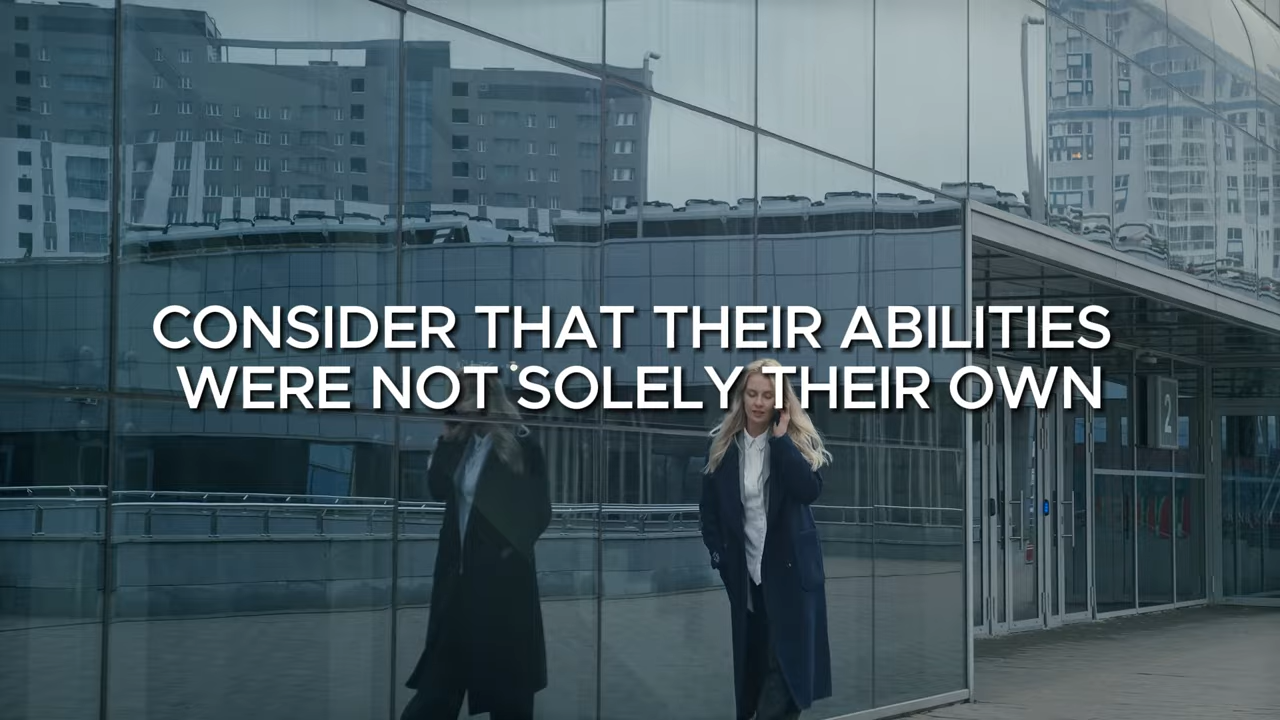 CONSIDER THAT THEIR ABILITIES
WERE NOT SOLELY THEIR OWN
2